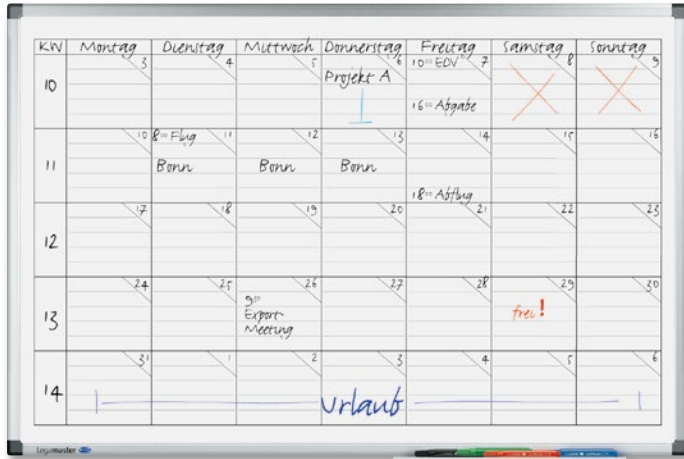 KW Montag Dienstag Mittwoch Donnerstag Freitag Samstag Sonntag
3 4 5 6 10⁰⁰ EDV 7 8 9
10 Projekt A
16⁰⁰ Abgabe
10 8⁰⁰ Flug 11 12 13 14 15 16
11 Bonn Bonn Bonn
18⁰⁰ Abflug
17 18 19 20 21 22 23
12
24 25 26 27 28 29 30
9³⁰
13 Export- frei!
Meeting
31 1 2 3 4 5 6
14 Urlaub
Legamaster